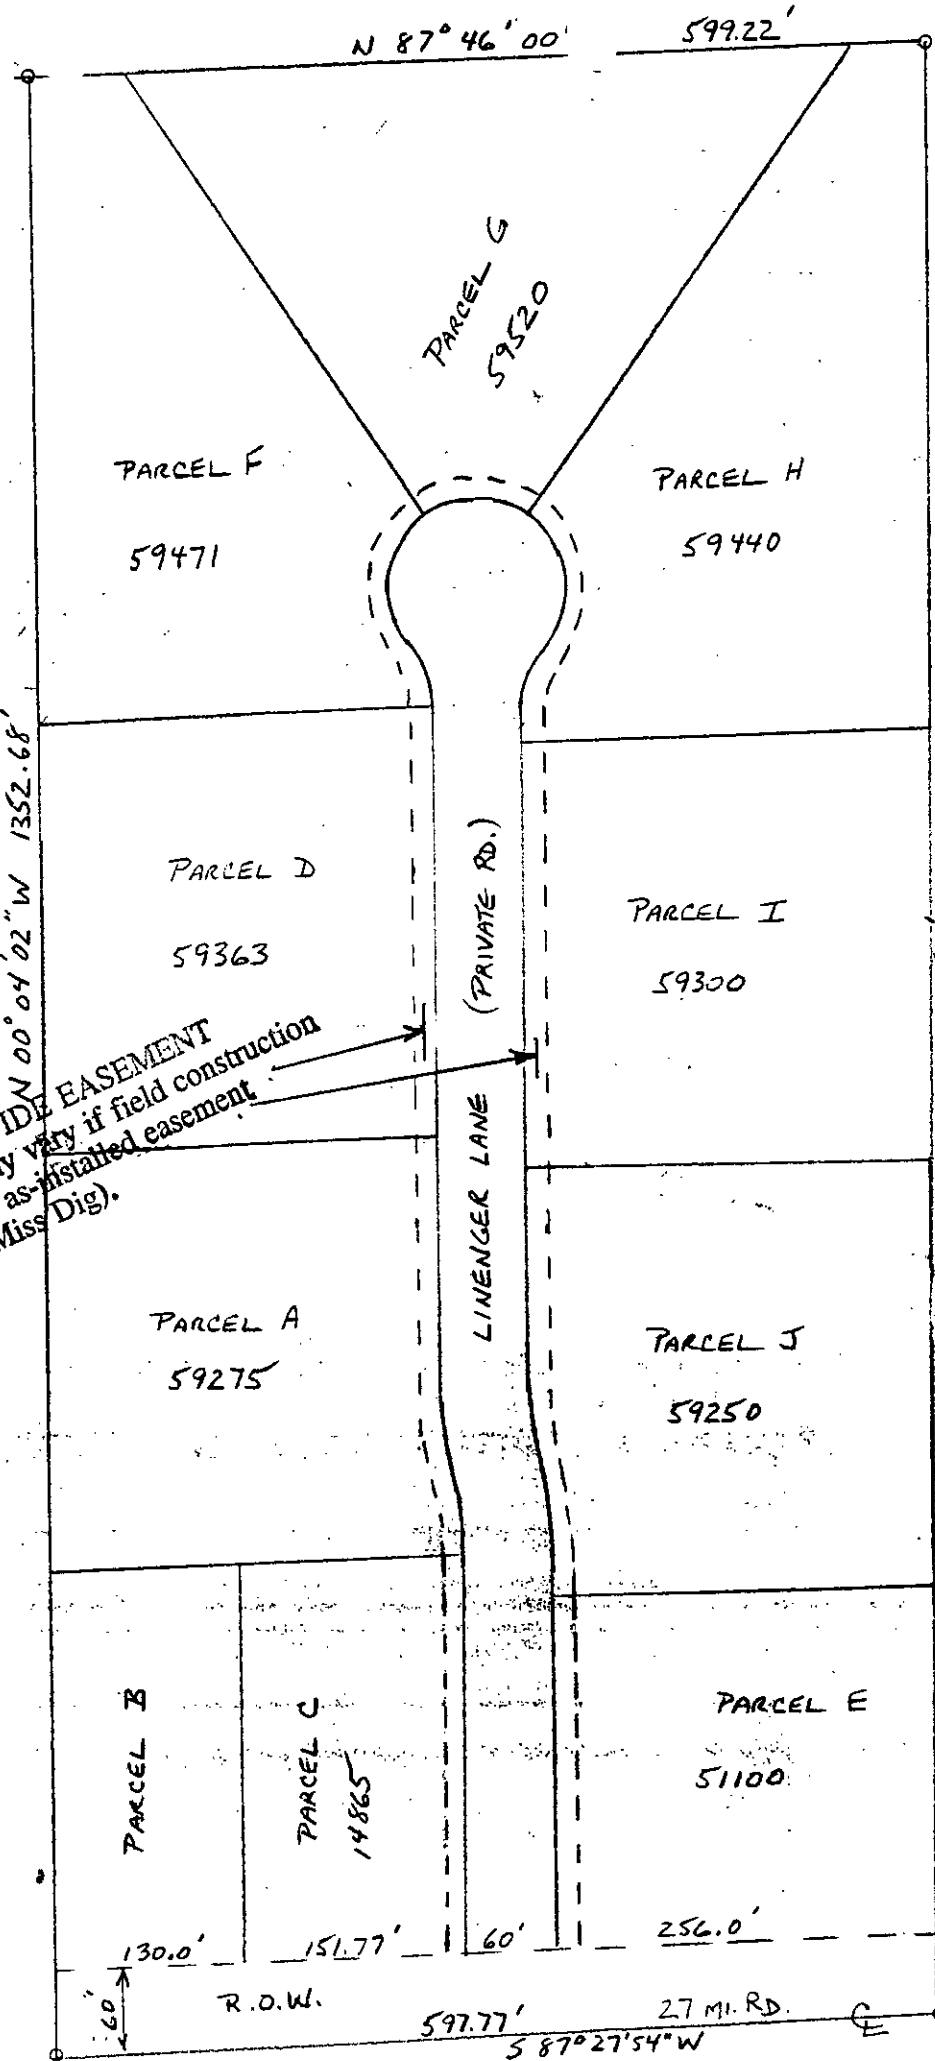 N 87° 46' 00'
599.22'
PARCEL G
59520
PARCEL F
59471
PARCEL H
59440
N 00° 04' 02" W 1352.68'
PARCEL D
59363
(PRIVATE RD.)
PARCEL I
59300
IDE EASEMENT
y vary if field construction
as-installed easement
Miss Dig).
LINENGER LANE
PARCEL A
59275
PARCEL J
59250
PARCEL B
PARCEL C
14865
PARCEL E
51100
130.0'
151.77'
60'
256.0'
60'
R.O.W.
597.77'
27 MI. RD.
S 87° 27' 54" W